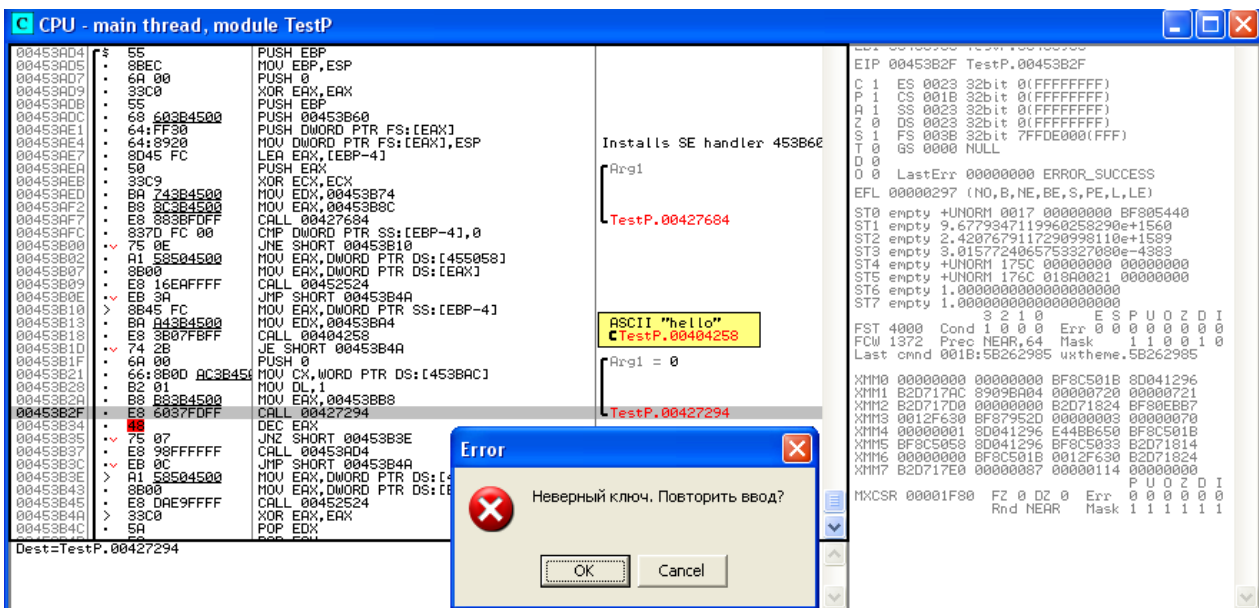 C CPU - main thread, module TestP
00453AD4 $ 55 PUSH EBP
00453AD5 . 8BEC MOV EBP,ESP
00453AD7 . 6A 00 PUSH 0
00453AD9 . 33C0 XOR EAX,EAX
00453ADB . 55 PUSH EBP
00453ADC . 68 603B4500 PUSH 00453B60
00453AE1 . 64:FF30 PUSH DWORD PTR FS:[EAX]
00453AE4 . 64:8920 MOV DWORD PTR FS:[EAX],ESP Installs SE handler 453B60
00453AE7 . 8D45 FC LEA EAX,[EBP-4]
00453AEA . 50 PUSH EAX Arg1
00453AEB . 33C9 XOR ECX,ECX
00453AED . BA 743B4500 MOV EDX,00453B74
00453AF2 . B8 8C3B4500 MOV EAX,00453B8C
00453AF7 . E8 883BFDFF CALL 00427684 TestP.00427684
00453AFC . 837D FC 00 CMP DWORD PTR SS:[EBP-4],0
00453B00 . 75 0E JNE SHORT 00453B10
00453B02 . A1 58504500 MOV EAX,DWORD PTR DS:[455058]
00453B07 . 8B00 MOV EAX,DWORD PTR DS:[EAX]
00453B09 . E8 16EAFFFF CALL 00452524
00453B0E . EB 3A JMP SHORT 00453B4A
00453B10 > 8B45 FC MOV EAX,DWORD PTR SS:[EBP-4]
00453B13 . BA A43B4500 MOV EDX,00453BA4 ASCII "hello"
00453B18 . E8 3B07FBFF CALL 00404258 TestP.00404258
00453B1D . 74 2B JE SHORT 00453B4A
00453B1F . 6A 00 PUSH 0 Arg1 = 0
00453B21 . 66:8B0D AC3B45 MOV CX,WORD PTR DS:[453BAC]
00453B28 . B2 01 MOV DL,1
00453B2A . B8 B83B4500 MOV EAX,00453BB8
00453B2F . E8 6037FDFF CALL 00427294 TestP.00427294
00453B34 . 48 DEC EAX
00453B35 . 75 07 JNZ SHORT 00453B3E
00453B37 . E8 98FFFFFF CALL 00453AD4
00453B3C . EB 0C JMP SHORT 00453B4A
00453B3E > A1 58504500 MOV EAX,DWORD PTR DS:[4
00453B43 . 8B00 MOV EAX,DWORD PTR DS:[E
00453B45 . E8 DAE9FFFF CALL 00452524
00453B4A > 33C0 XOR EAX,EAX
00453B4C . 5A POP EDX
Dest=TestP.00427294
EIP 00453B2F TestP.00453B2F
C 1 ES 0023 32bit 0(FFFFFFFF)
P 1 CS 001B 32bit 0(FFFFFFFF)
A 1 SS 0023 32bit 0(FFFFFFFF)
Z 0 DS 0023 32bit 0(FFFFFFFF)
S 1 FS 003B 32bit 7FFDE000(FFF)
T 0 GS 0000 NULL
D 0
O 0 LastErr 00000000 ERROR_SUCCESS
EFL 00000297 (NO,B,NE,BE,S,PE,L,LE)
ST0 empty +UNORM 0017 00000000 BF805440
ST1 empty 9.6779347119960258290e+1560
ST2 empty 2.4207679117290998110e+1589
ST3 empty 3.0157724065753327080e-4383
ST4 empty +UNORM 175C 00000000 00000000
ST5 empty +UNORM 176C 018A0021 00000000
ST6 empty 1.0000000000000000000
ST7 empty 1.0000000000000000000
3 2 1 0 E S P U O Z D I
FST 4000 Cond 1 0 0 0 Err 0 0 0 0 0 0 0 0
FCW 1372 Prec NEAR,64 Mask 1 1 0 0 1 0
Last cmnd 001B:5B262985 uxtheme.5B262985
XMM0 00000000 00000000 BF8C501B 8D041296
XMM1 B2D717AC 8909BA04 00000720 00000721
XMM2 B2D717D0 00000000 B2D71824 BF80EBB7
XMM3 0012F630 BF87952D 00000003 00000070
XMM4 00000001 8D041296 E44BB650 BF8C501B
XMM5 BF8C5058 8D041296 BF8C5033 B2D71814
XMM6 00000000 BF8C501B 0012F630 B2D71824
XMM7 B2D717E0 00000087 00000114 00000000
P U O Z D I
MXCSR 00001F80 FZ 0 DZ 0 Err 0 0 0 0 0 0
Rnd NEAR Mask 1 1 1 1 1 1
Error
Неверный ключ. Повторить ввод?
OK Cancel